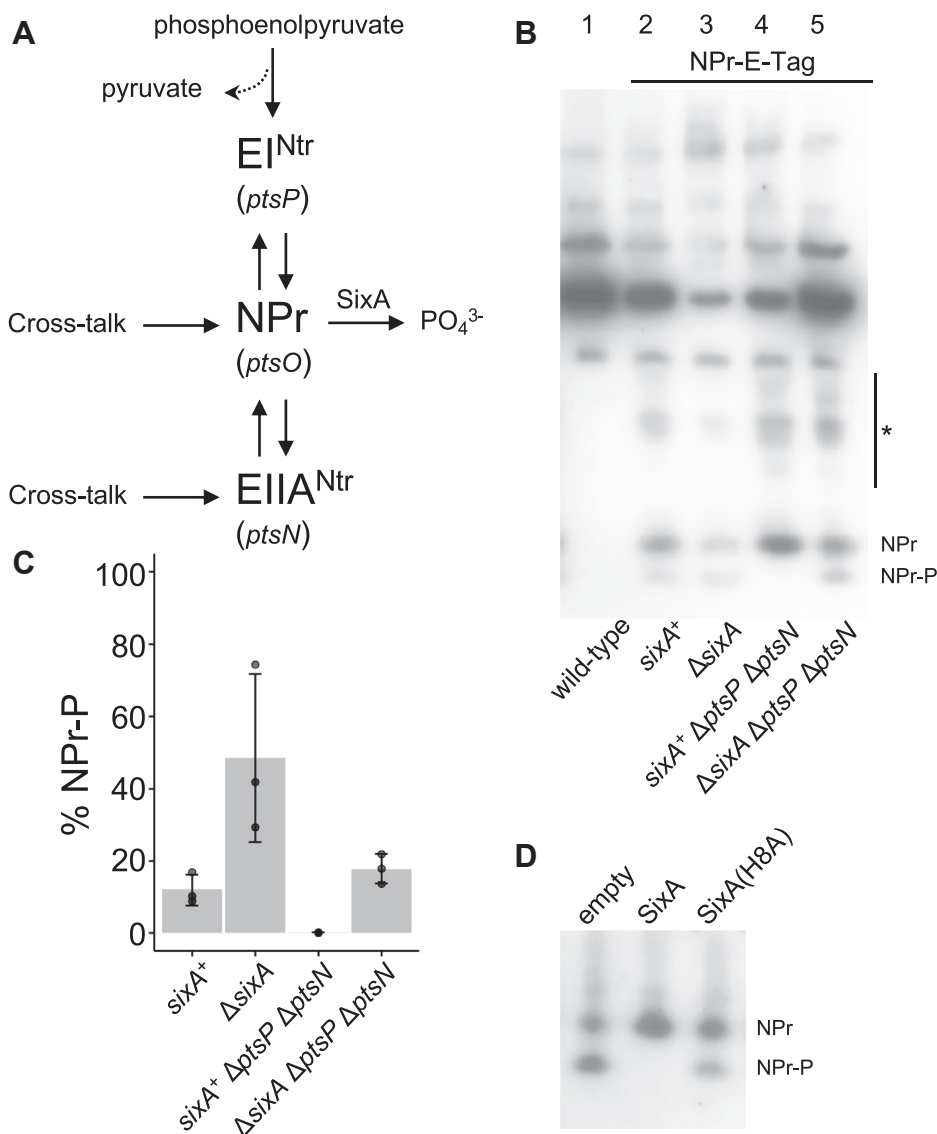 A
phosphoenolpyruvate
pyruvate
EI^Ntr
(ptsP)
SixA
Cross-talk
NPr
PO₄³⁻
(ptsO)
Cross-talk
EIIA^Ntr
(ptsN)
B
1 2 3 4 5
NPr-E-Tag
*
NPr
NPr-P
wild-type
sixA⁺
ΔsixA
sixA⁺ ΔptsP ΔptsN
ΔsixA ΔptsP ΔptsN
C
% NPr-P
100
80
60
40
20
0
sixA⁺
ΔsixA
sixA⁺ ΔptsP ΔptsN
ΔsixA ΔptsP ΔptsN
D
empty
SixA
SixA(H8A)
NPr
NPr-P